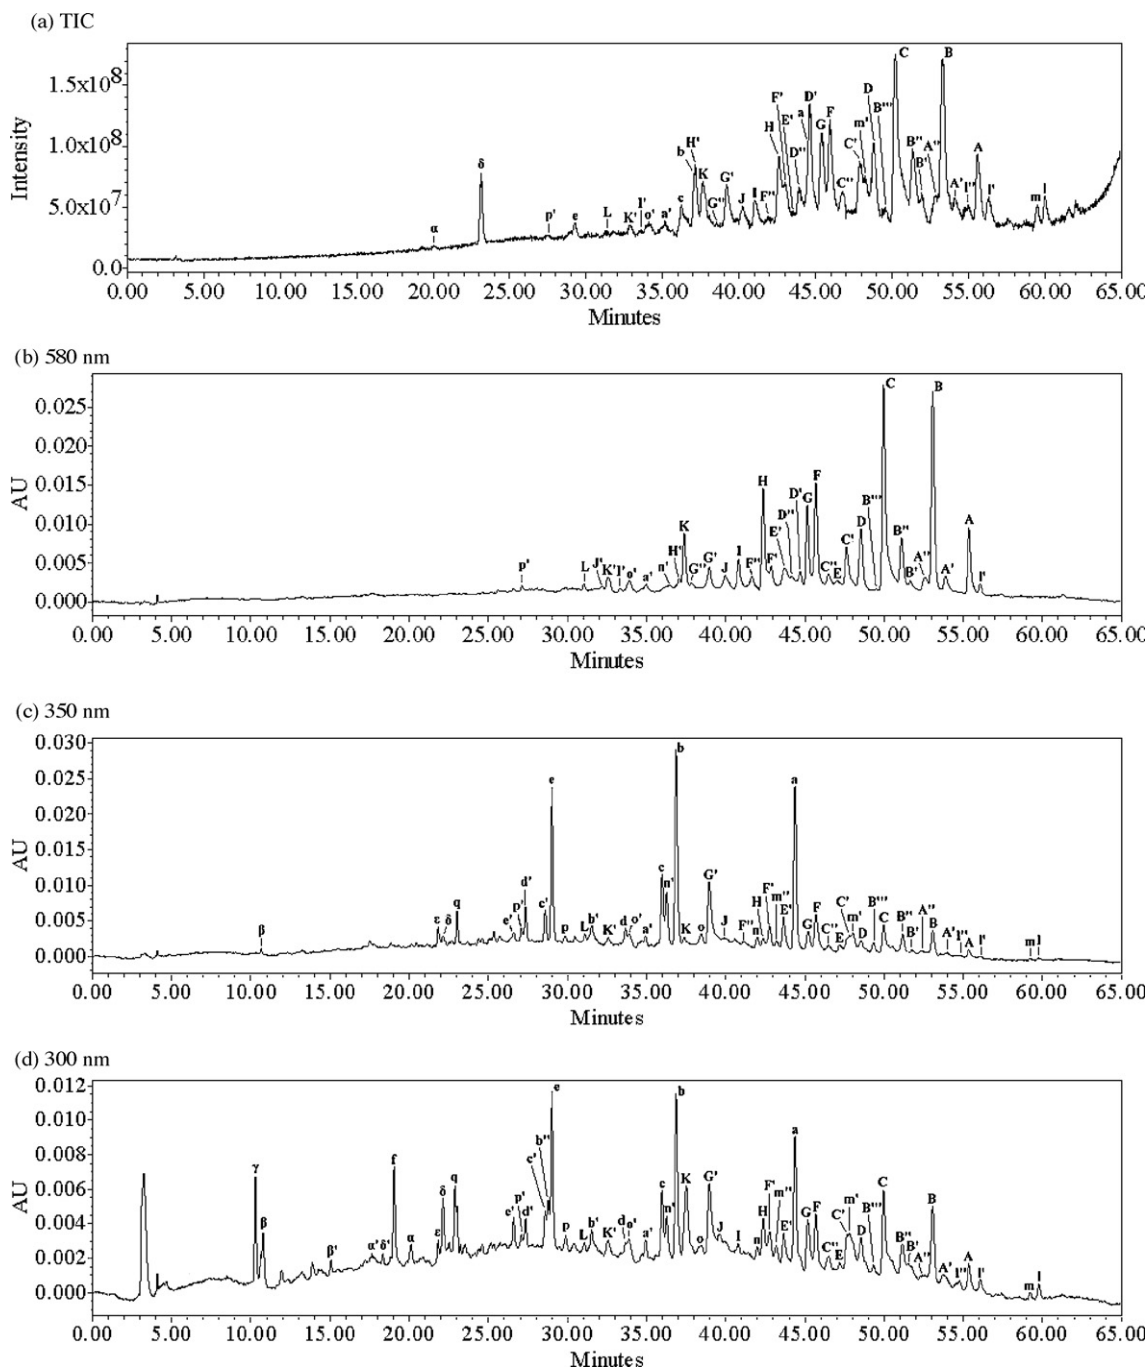 (a) TIC
Intensity
1.5x10⁸
1.0x10⁸
5.0x10⁷
0.0
α δ p' e L K' l' o' a' c b H' K G'' G' J I F'' H F' E' D'' a D' G F C'' C' m' D B''' C B'' B' A'' B A' l'' A l' m l
0.00 5.00 10.00 15.00 20.00 25.00 30.00 35.00 40.00 45.00 50.00 55.00 60.00 65.00
Minutes
(b) 580 nm
AU
0.025
0.020
0.015
0.010
0.005
0.000
p' L J' K' l' o' a' n' H' K G'' G' J I F'' H F' E' D'' D' G F C'' E C' D B''' C B'' B' A'' B A' A l'
0.00 5.00 10.00 15.00 20.00 25.00 30.00 35.00 40.00 45.00 50.00 55.00 60.00 65.00
Minutes
(c) 350 nm
AU
0.030
0.025
0.020
0.015
0.010
0.005
0.000
β ε δ q e' p' d' c' e p L b' K' d o' a' c n' b K o G' J F'' n H F' m'' E' a G F C'' E C' m' D B''' C B'' B' A'' B A' l'' A l' m l
0.00 5.00 10.00 15.00 20.00 25.00 30.00 35.00 40.00 45.00 50.00 55.00 60.00 65.00
Minutes
(d) 300 nm
AU
0.012
0.010
0.008
0.006
0.004
0.002
0.000
γ β β' α' δ' f α ε δ q e' p' d' c' b'' e p L b' K' d o' a' c n' b K o G' J I n H F' m'' E' a G F C'' E C' m' D B''' C B'' B' A'' B A' l'' A l' m l
0.00 5.00 10.00 15.00 20.00 25.00 30.00 35.00 40.00 45.00 50.00 55.00 60.00 65.00
Minutes